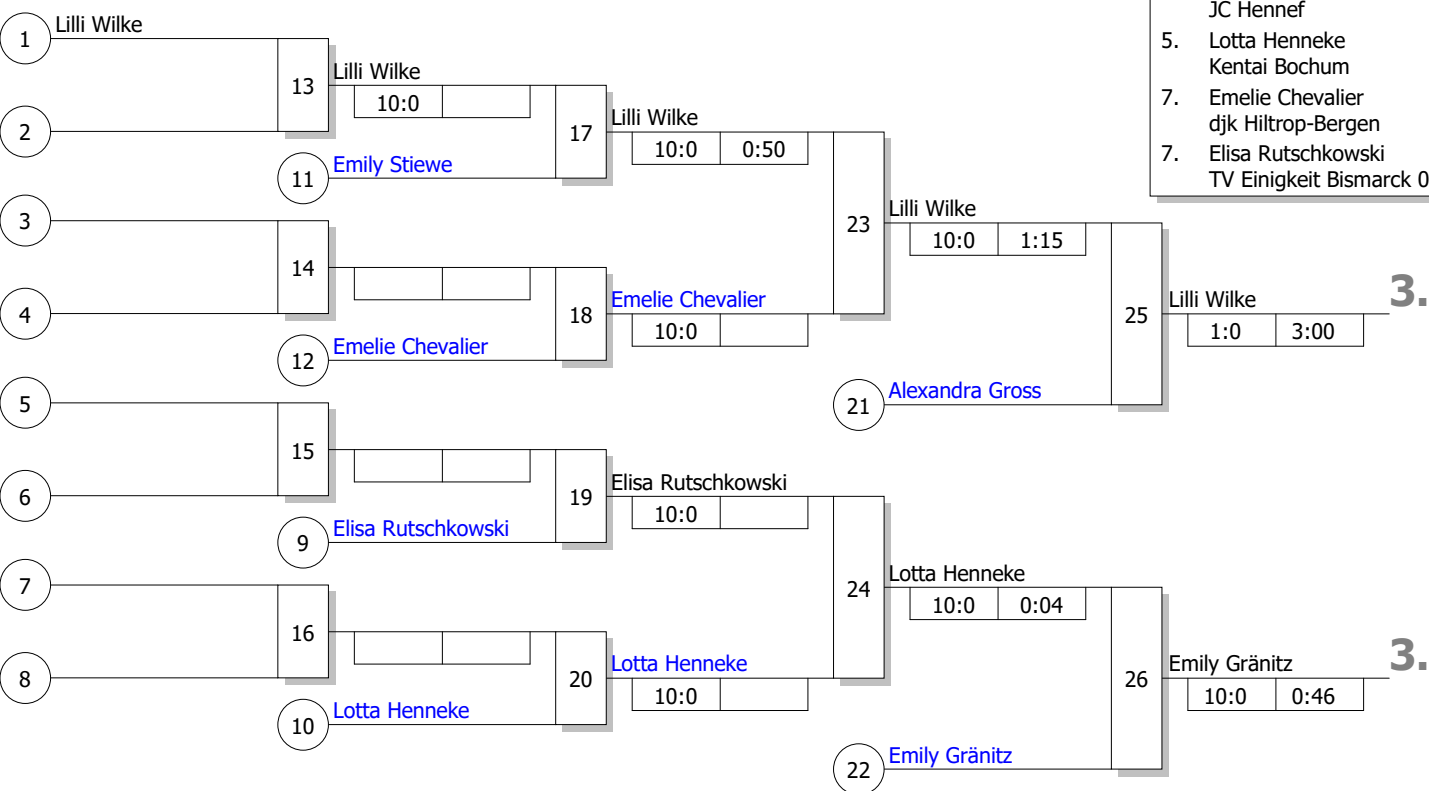 JC Hennef
5. Lotta Henneke
Kentai Bochum
7. Emelie Chevalier
djk Hiltrop-Bergen
7. Elisa Rutschkowski
TV Einigkeit Bismarck 0
1 Lilli Wilke
2
13 Lilli Wilke
10:0
11 Emily Stiewe
17 Lilli Wilke
10:0 0:50
3
4
14
12 Emelie Chevalier
18 Emelie Chevalier
10:0
23 Lilli Wilke
10:0 1:15
21 Alexandra Gross
25 Lilli Wilke 3.
1:0 3:00
5
6
15
9 Elisa Rutschkowski
19 Elisa Rutschkowski
10:0
7
8
16
10 Lotta Henneke
20 Lotta Henneke
10:0
24 Lotta Henneke
10:0 0:04
22 Emily Gränitz
26 Emily Gränitz 3.
10:0 0:46